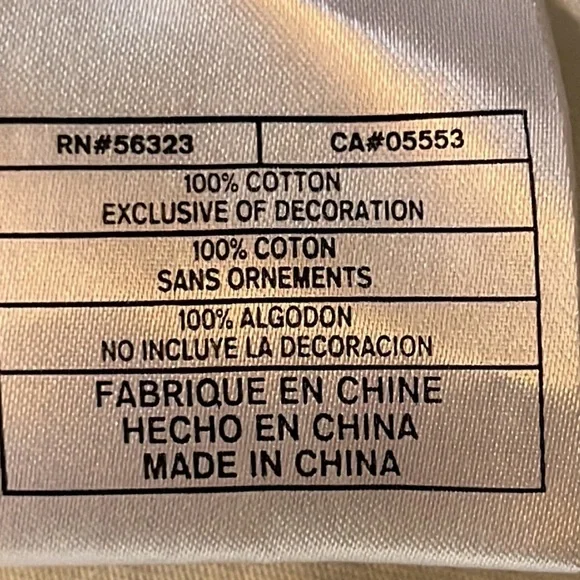 RN#56323 CA#05553
100% COTTON
EXCLUSIVE OF DECORATION
100% COTON
SANS ORNEMENTS
100% ALGODON
NO INCLUYE LA DECORACION
FABRIQUE EN CHINE
HECHO EN CHINA
MADE IN CHINA